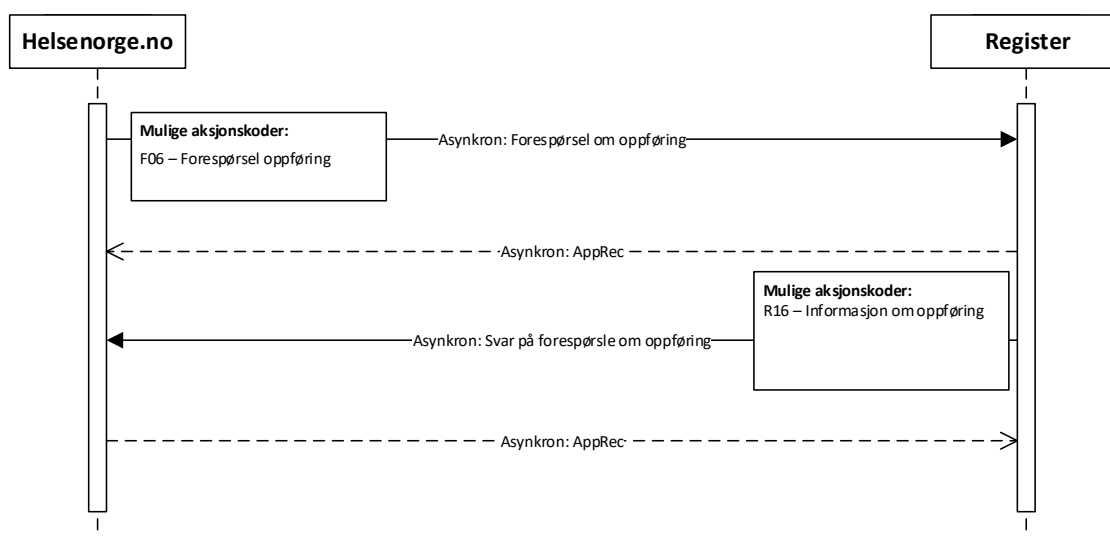 Helsenorge.no
Register
Mulige aksjonskoder:
F06 – Forespørsel oppføring
Asynkron: Forespørsel om oppføring
Asynkron: AppRec
Mulige aksjonskoder:
R16 – Informasjon om oppføring
Asynkron: Svar på forespørsle om oppføring
Asynkron: AppRec